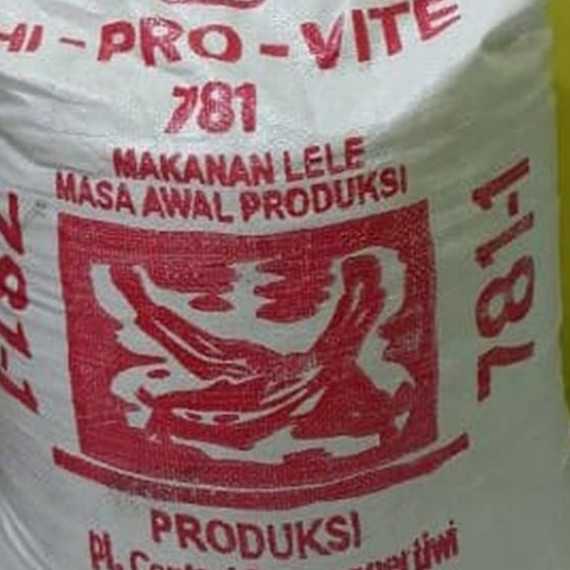 HI-PRO-VITE
781
MAKANAN LELE
MASA AWAL PRODUKSI
781-1
781-1
PRODUKSI